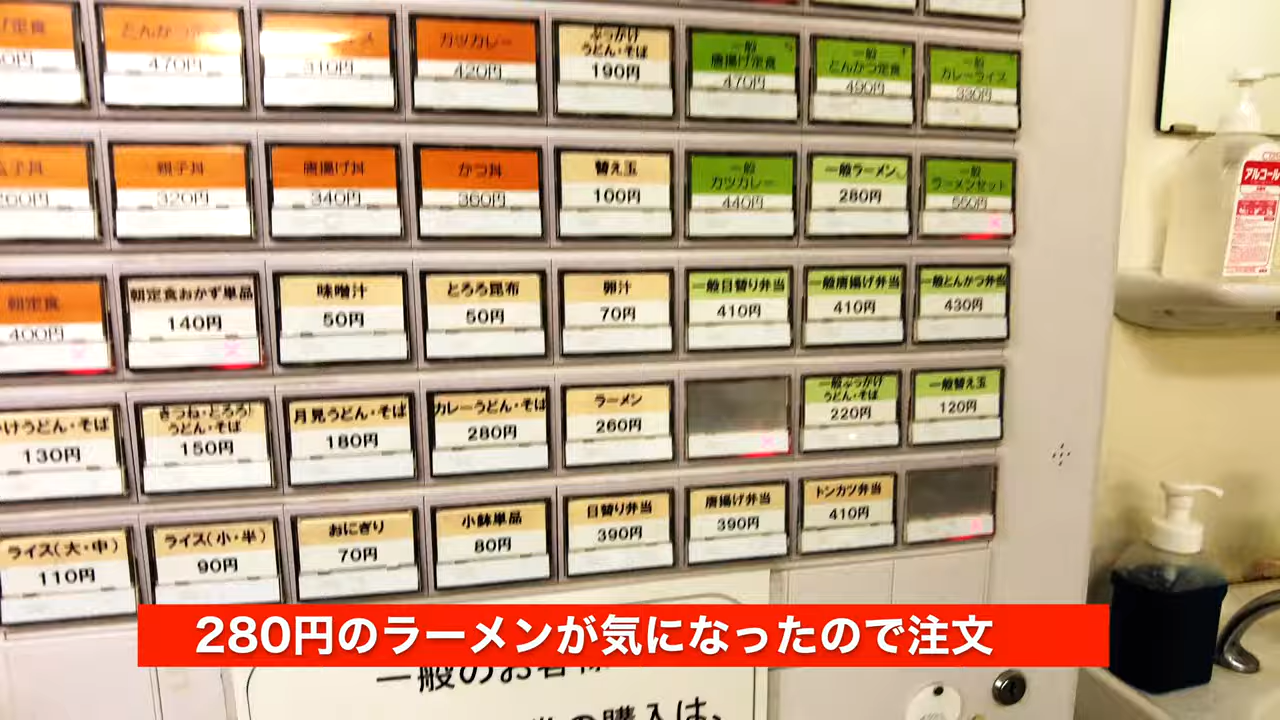 とんかつ
470円
310円
カツカレー
420円
ぶっかけ
うどん・そば
190円
一般
唐揚げ定食
470円
一般
とんかつ定食
490円
一般
カレーライス
330円
親子丼
320円
唐揚げ丼
340円
かつ丼
360円
替え玉
100円
一般
カツカレー
440円
一般ラーメン
280円
一般
ラーメンセット
550円
アルコール
朝定食
400円
朝定食おかず単品
140円
味噌汁
50円
とろろ昆布
50円
卵汁
70円
一般日替り弁当
410円
一般唐揚げ弁当
410円
一般とんかつ弁当
430円
けうどん・そば
130円
きつね・とろろ
うどん・そば
150円
月見うどん・そば
180円
カレーうどん・そば
280円
ラーメン
260円
一般ぶっかけ
うどん・そば
220円
一般替え玉
120円
ライス(大・中)
110円
ライス(小・半)
90円
おにぎり
70円
小鉢単品
80円
日替り弁当
390円
唐揚げ弁当
390円
トンカツ弁当
410円
280円のラーメンが気になったので注文
一般のお客様
の購入は、